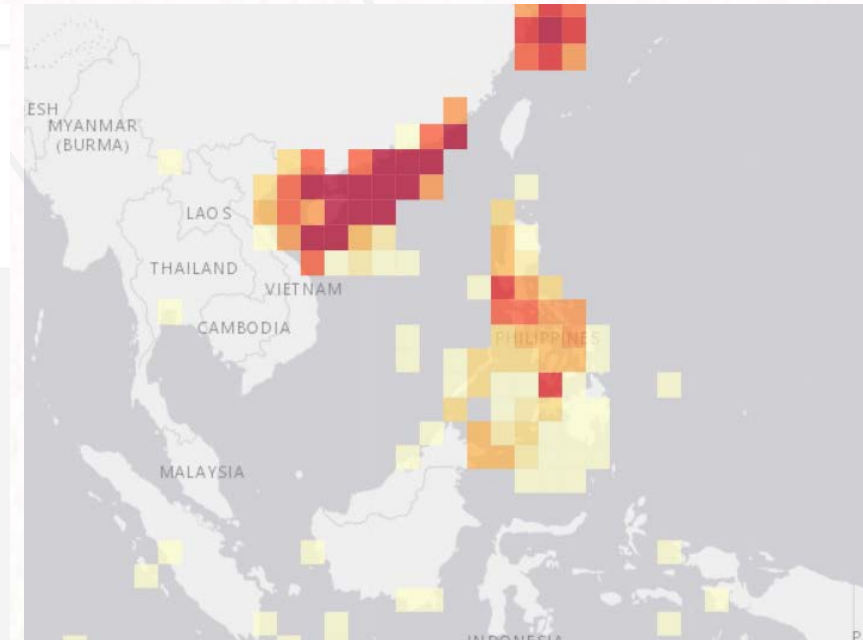 ESH
MYANMAR
(BURMA)
LAOS
THAILAND
VIETNAM
CAMBODIA
PHILIPPINES
MALAYSIA
INDONESIA
P